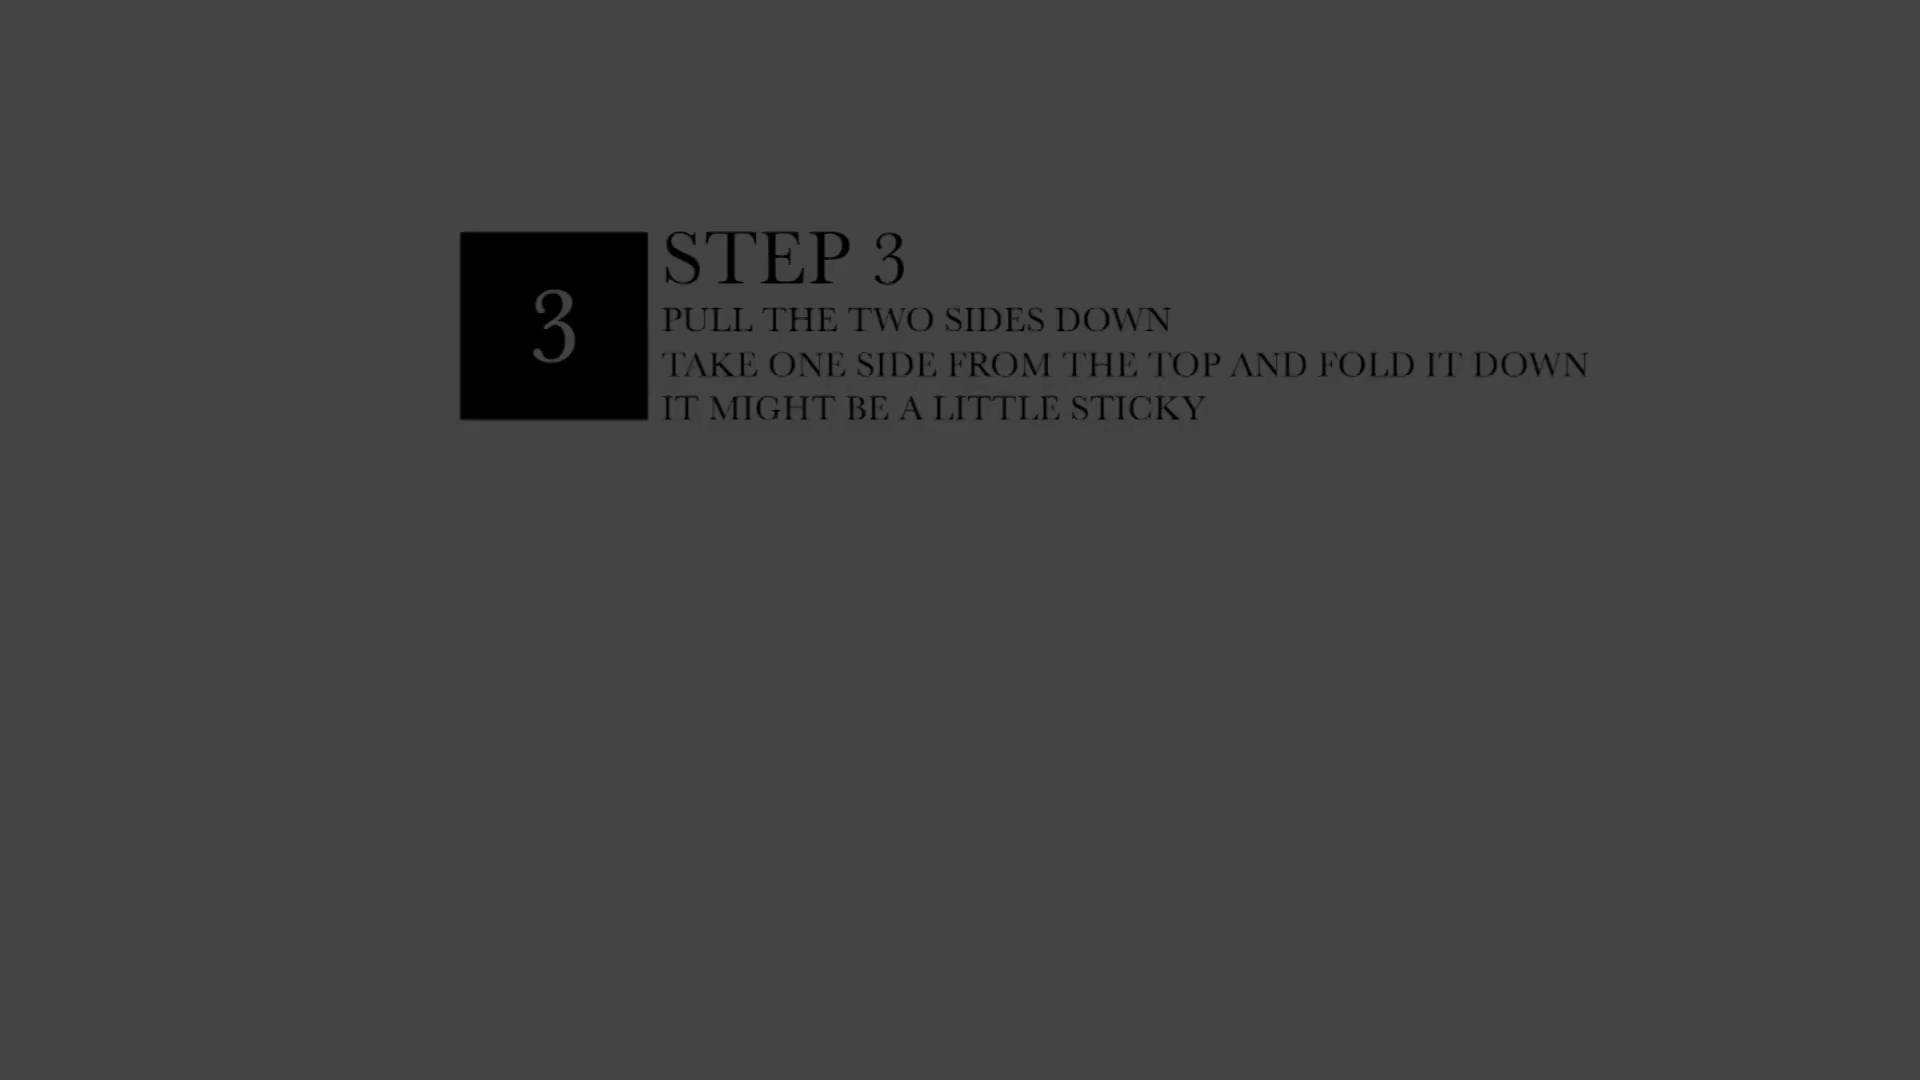 3
STEP 3
PULL THE TWO SIDES DOWN
TAKE ONE SIDE FROM THE TOP AND FOLD IT DOWN
IT MIGHT BE A LITTLE STICKY